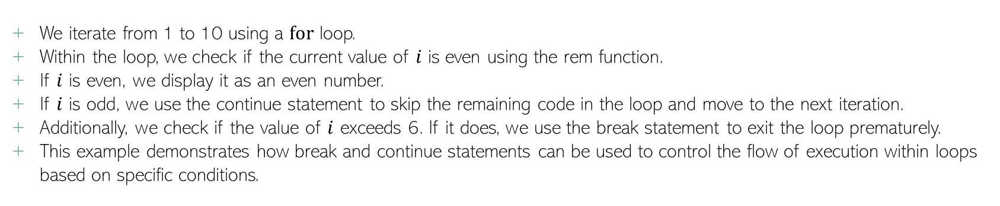 + We iterate from 1 to 10 using a for loop.
+ Within the loop, we check if the current value of i is even using the rem function.
+ If i is even, we display it as an even number.
+ If i is odd, we use the continue statement to skip the remaining code in the loop and move to the next iteration.
+ Additionally, we check if the value of i exceeds 6. If it does, we use the break statement to exit the loop prematurely.
+ This example demonstrates how break and continue statements can be used to control the flow of execution within loops
based on specific conditions.